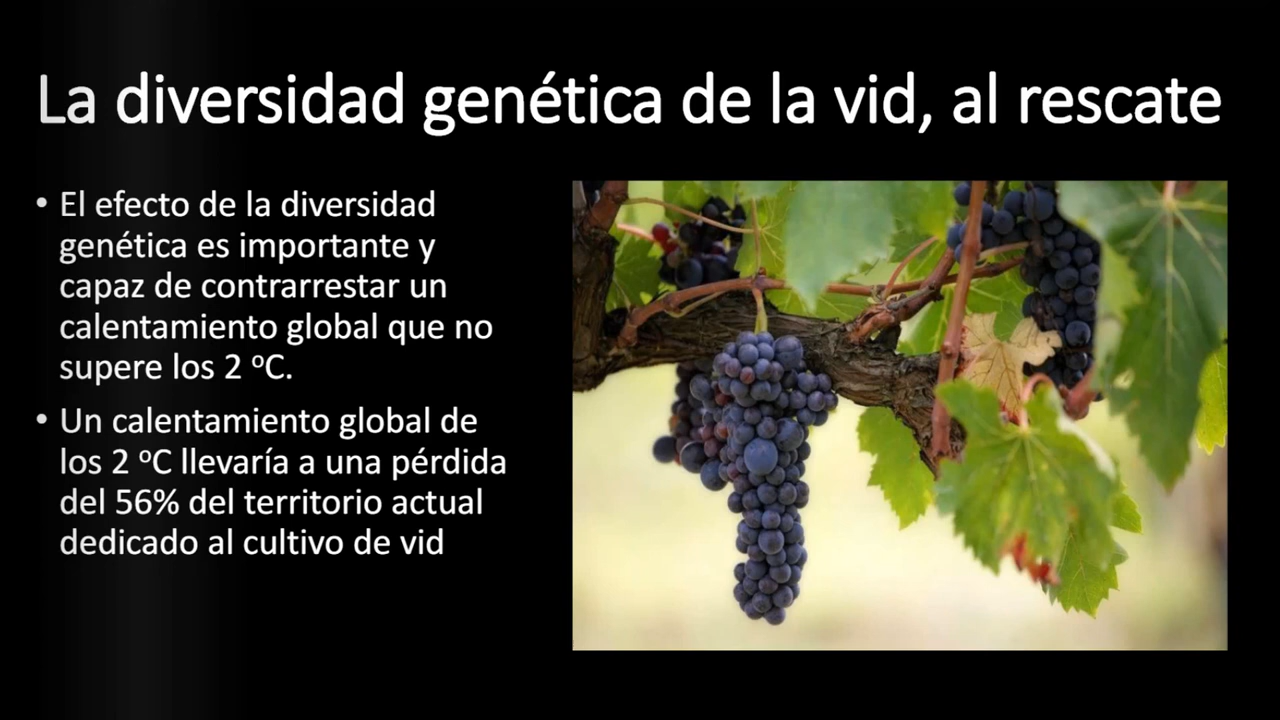 La diversidad genética de la vid, al rescate
• El efecto de la diversidad
genética es importante y
capaz de contrarrestar un
calentamiento global que no
supere los 2 ºC.
• Un calentamiento global de
los 2 ºC llevaría a una pérdida
del 56% del territorio actual
dedicado al cultivo de vid